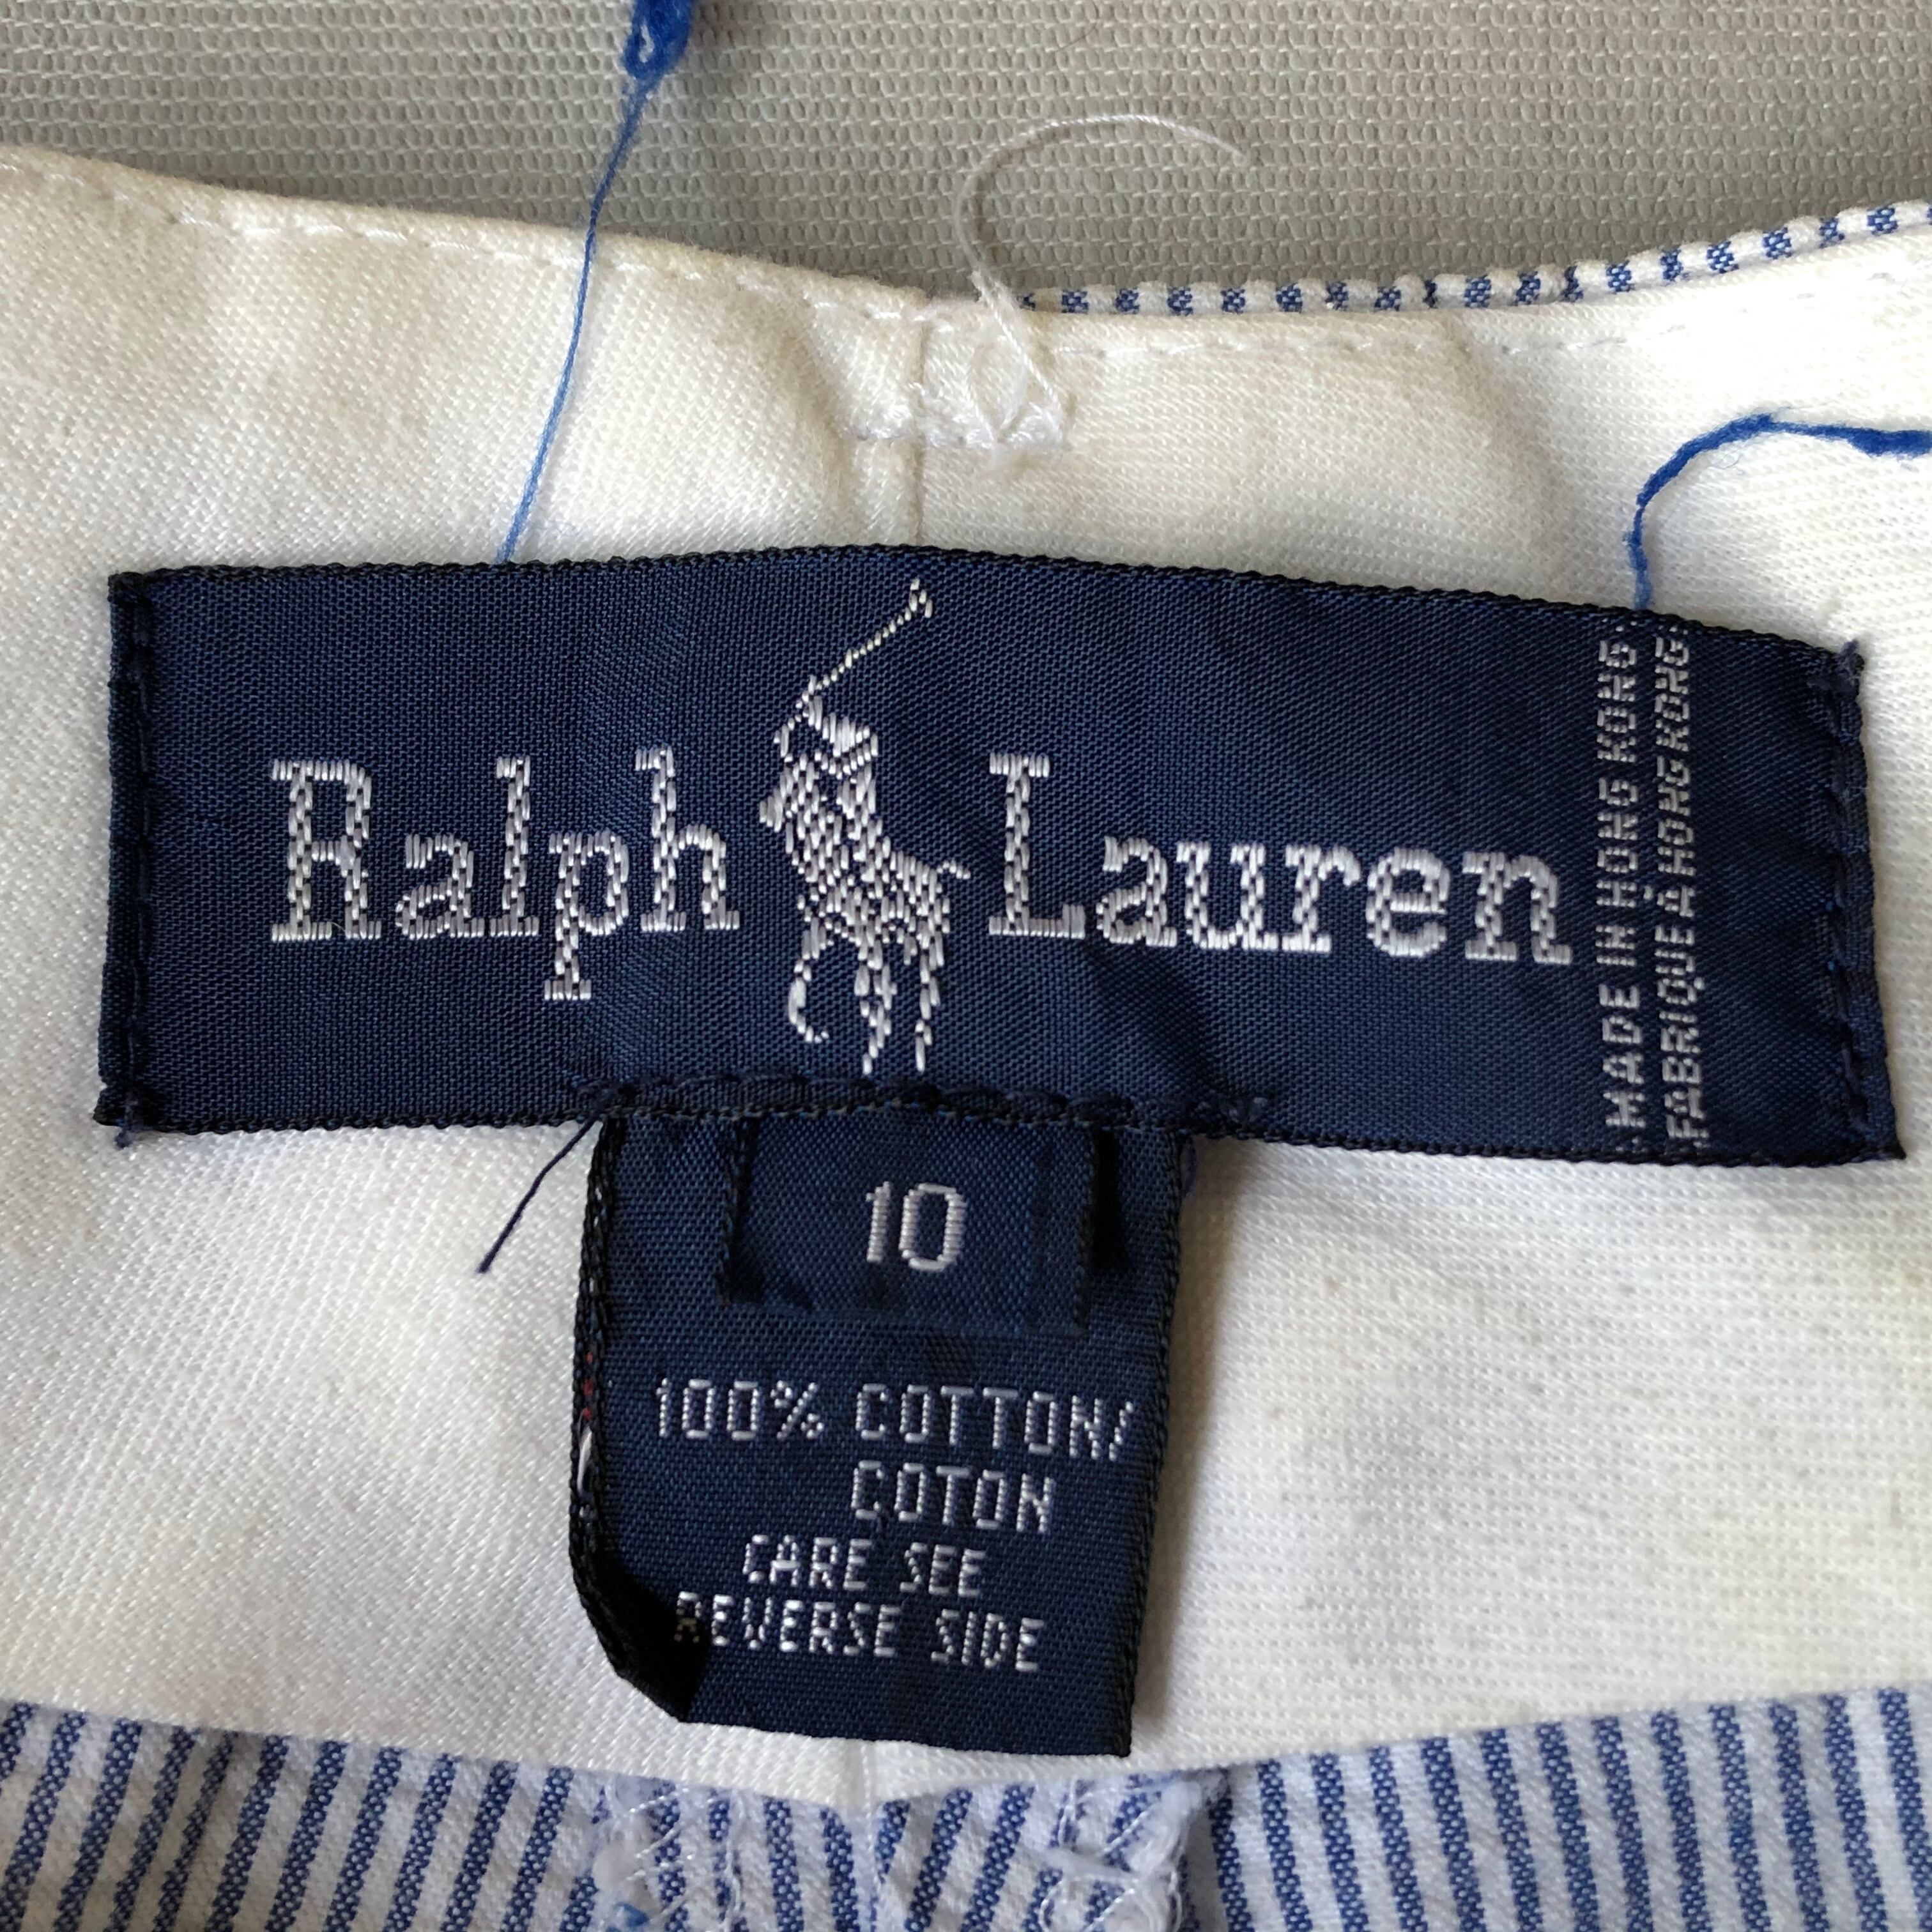 Ralph Lauren
MADE IN HONG KONG
FABRIQUÉ À HONG KONG
10
100% COTTON/
COTON
CARE SEE
REVERSE SIDE